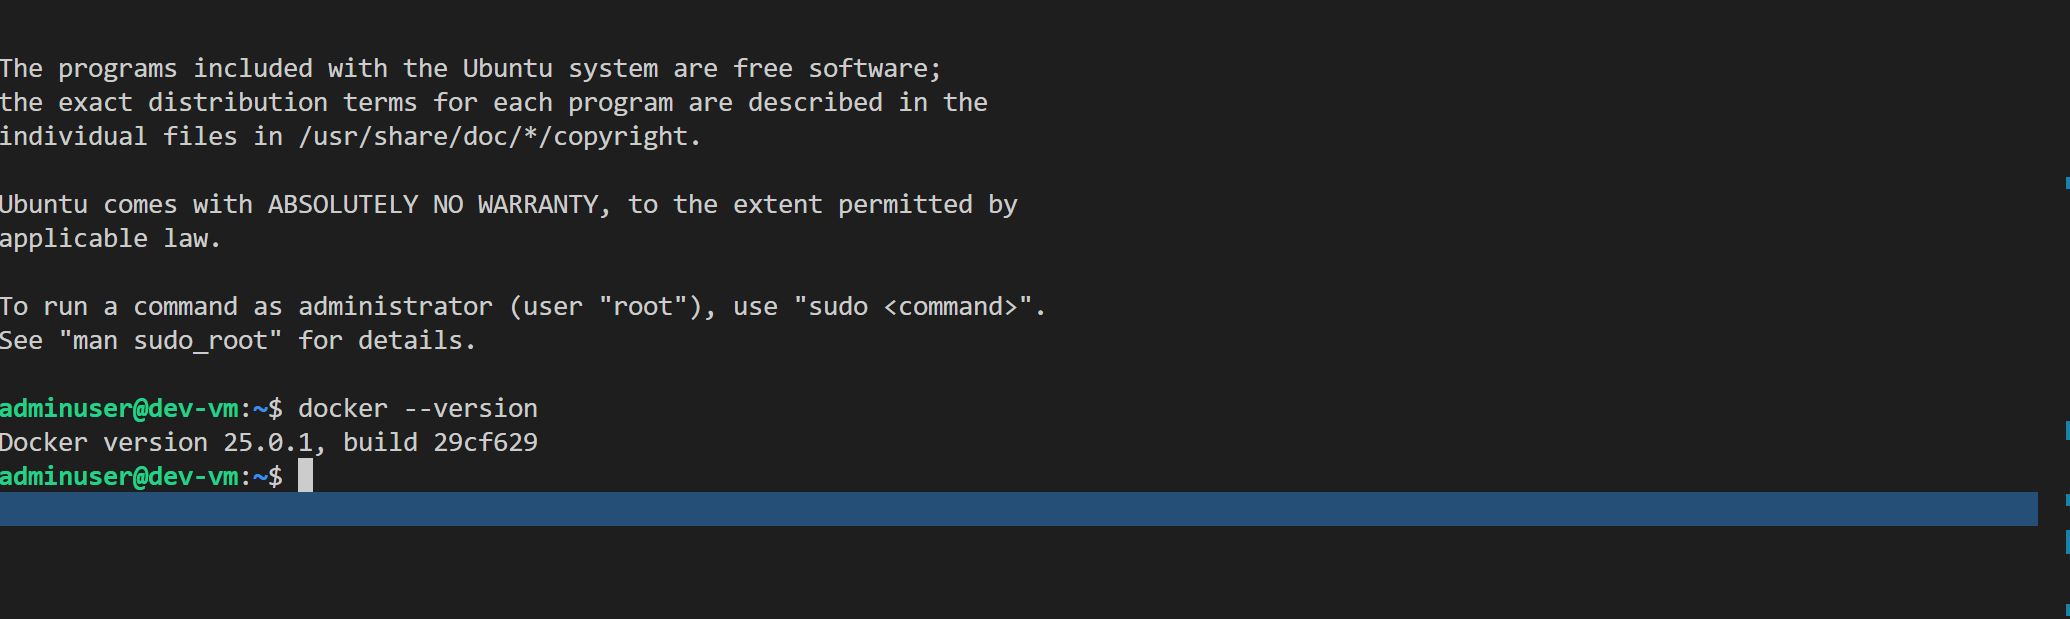 The programs included with the Ubuntu system are free software;
the exact distribution terms for each program are described in the
individual files in /usr/share/doc/*/copyright.
Ubuntu comes with ABSOLUTELY NO WARRANTY, to the extent permitted by
applicable law.
To run a command as administrator (user "root"), use "sudo <command>".
See "man sudo_root" for details.
adminuser@dev-vm:~$ docker --version
Docker version 25.0.1, build 29cf629
adminuser@dev-vm:~$